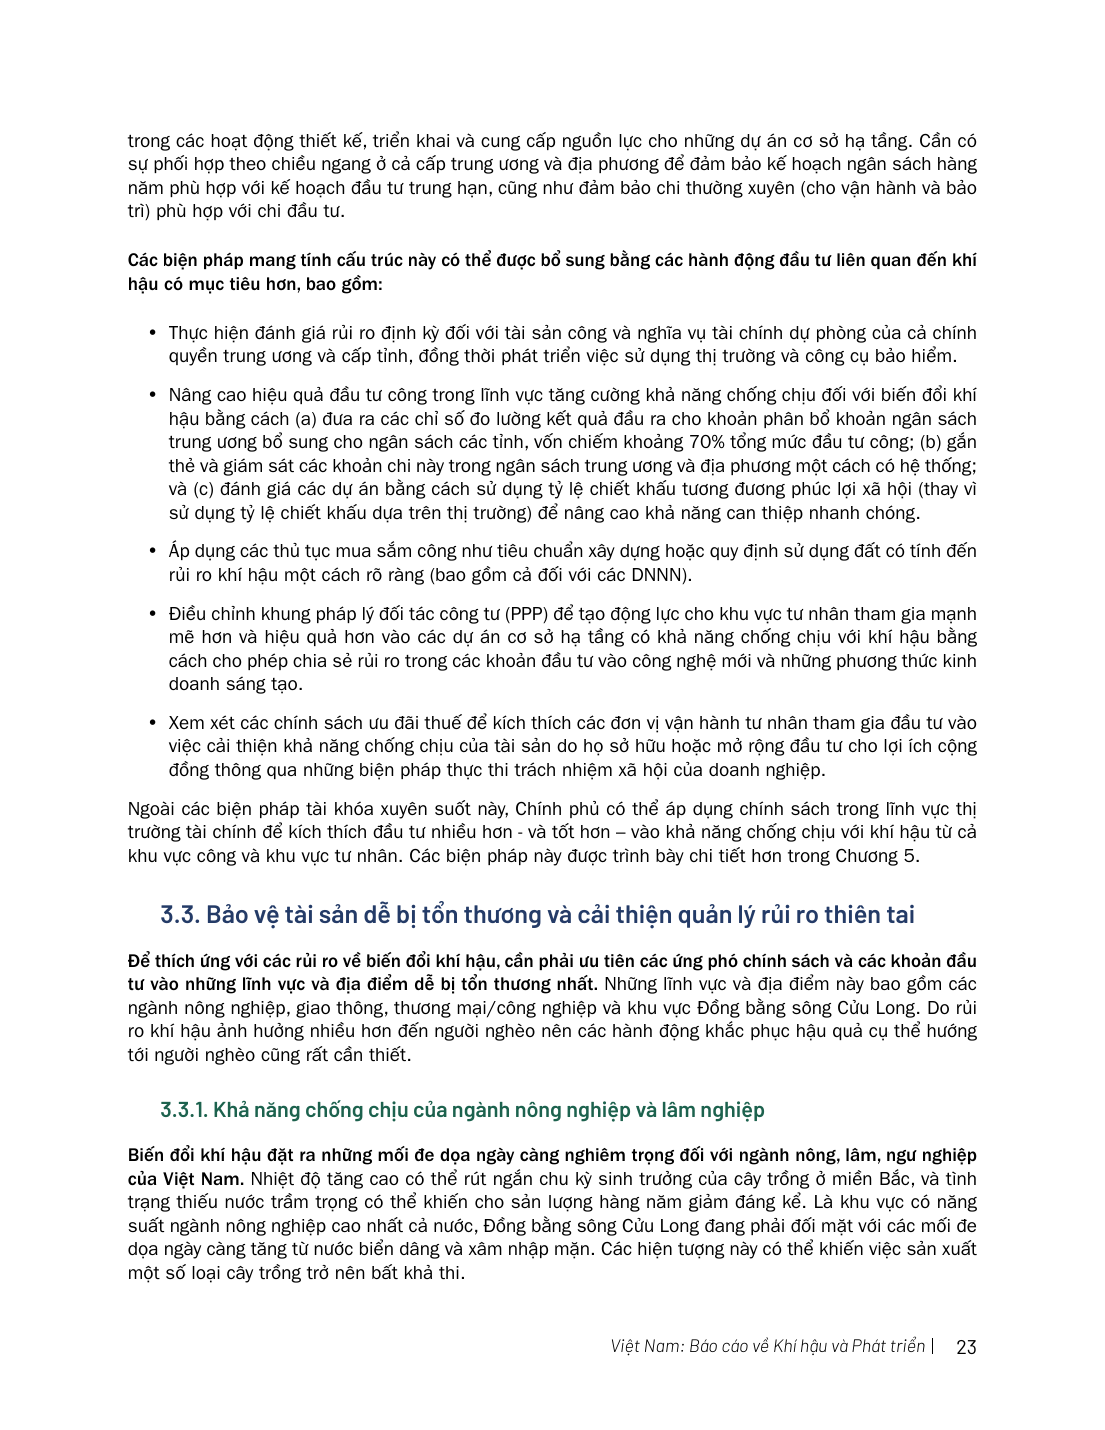 trong các hoạt động thiết kế, triển khai và cung cấp nguồn lực cho những dự án cơ sở hạ tầng. Cần có
sự phối hợp theo chiều ngang ở cả cấp trung ương và địa phương để đảm bảo kế hoạch ngân sách hàng
năm phù hợp với kế hoạch đầu tư trung hạn, cũng như đảm bảo chi thường xuyên (cho vận hành và bảo
trì) phù hợp với chi đầu tư.
Các biện pháp mang tính cấu trúc này có thể được bổ sung bằng các hành động đầu tư liên quan đến khí
hậu có mục tiêu hơn, bao gồm:
• Thực hiện đánh giá rủi ro định kỳ đối với tài sản công và nghĩa vụ tài chính dự phòng của cả chính
quyền trung ương và cấp tỉnh, đồng thời phát triển việc sử dụng thị trường và công cụ bảo hiểm.
• Nâng cao hiệu quả đầu tư công trong lĩnh vực tăng cường khả năng chống chịu đối với biến đổi khí
hậu bằng cách (a) đưa ra các chỉ số đo lường kết quả đầu ra cho khoản phân bổ khoản ngân sách
trung ương bổ sung cho ngân sách các tỉnh, vốn chiếm khoảng 70% tổng mức đầu tư công; (b) gắn
thẻ và giám sát các khoản chi này trong ngân sách trung ương và địa phương một cách có hệ thống;
và (c) đánh giá các dự án bằng cách sử dụng tỷ lệ chiết khấu tương đương phúc lợi xã hội (thay vì
sử dụng tỷ lệ chiết khấu dựa trên thị trường) để nâng cao khả năng can thiệp nhanh chóng.
• Áp dụng các thủ tục mua sắm công như tiêu chuẩn xây dựng hoặc quy định sử dụng đất có tính đến
rủi ro khí hậu một cách rõ ràng (bao gồm cả đối với các DNNN).
• Điều chỉnh khung pháp lý đối tác công tư (PPP) để tạo động lực cho khu vực tư nhân tham gia mạnh
mẽ hơn và hiệu quả hơn vào các dự án cơ sở hạ tầng có khả năng chống chịu với khí hậu bằng
cách cho phép chia sẻ rủi ro trong các khoản đầu tư vào công nghệ mới và những phương thức kinh
doanh sáng tạo.
• Xem xét các chính sách ưu đãi thuế để kích thích các đơn vị vận hành tư nhân tham gia đầu tư vào
việc cải thiện khả năng chống chịu của tài sản do họ sở hữu hoặc mở rộng đầu tư cho lợi ích cộng
đồng thông qua những biện pháp thực thi trách nhiệm xã hội của doanh nghiệp.
Ngoài các biện pháp tài khóa xuyên suốt này, Chính phủ có thể áp dụng chính sách trong lĩnh vực thị
trường tài chính để kích thích đầu tư nhiều hơn - và tốt hơn – vào khả năng chống chịu với khí hậu từ cả
khu vực công và khu vực tư nhân. Các biện pháp này được trình bày chi tiết hơn trong Chương 5.
3.3. Bảo vệ tài sản dễ bị tổn thương và cải thiện quản lý rủi ro thiên tai
Để thích ứng với các rủi ro về biến đổi khí hậu, cần phải ưu tiên các ứng phó chính sách và các khoản đầu
tư vào những lĩnh vực và địa điểm dễ bị tổn thương nhất. Những lĩnh vực và địa điểm này bao gồm các
ngành nông nghiệp, giao thông, thương mại/công nghiệp và khu vực Đồng bằng sông Cửu Long. Do rủi
ro khí hậu ảnh hưởng nhiều hơn đến người nghèo nên các hành động khắc phục hậu quả cụ thể hướng
tới người nghèo cũng rất cần thiết.
3.3.1. Khả năng chống chịu của ngành nông nghiệp và lâm nghiệp
Biến đổi khí hậu đặt ra những mối đe dọa ngày càng nghiêm trọng đối với ngành nông, lâm, ngư nghiệp
của Việt Nam. Nhiệt độ tăng cao có thể rút ngắn chu kỳ sinh trưởng của cây trồng ở miền Bắc, và tình
trạng thiếu nước trầm trọng có thể khiến cho sản lượng hàng năm giảm đáng kể. Là khu vực có năng
suất ngành nông nghiệp cao nhất cả nước, Đồng bằng sông Cửu Long đang phải đối mặt với các mối đe
dọa ngày càng tăng từ nước biển dâng và xâm nhập mặn. Các hiện tượng này có thể khiến việc sản xuất
một số loại cây trồng trở nên bất khả thi.
Việt Nam: Báo cáo về Khí hậu và Phát triển | 23